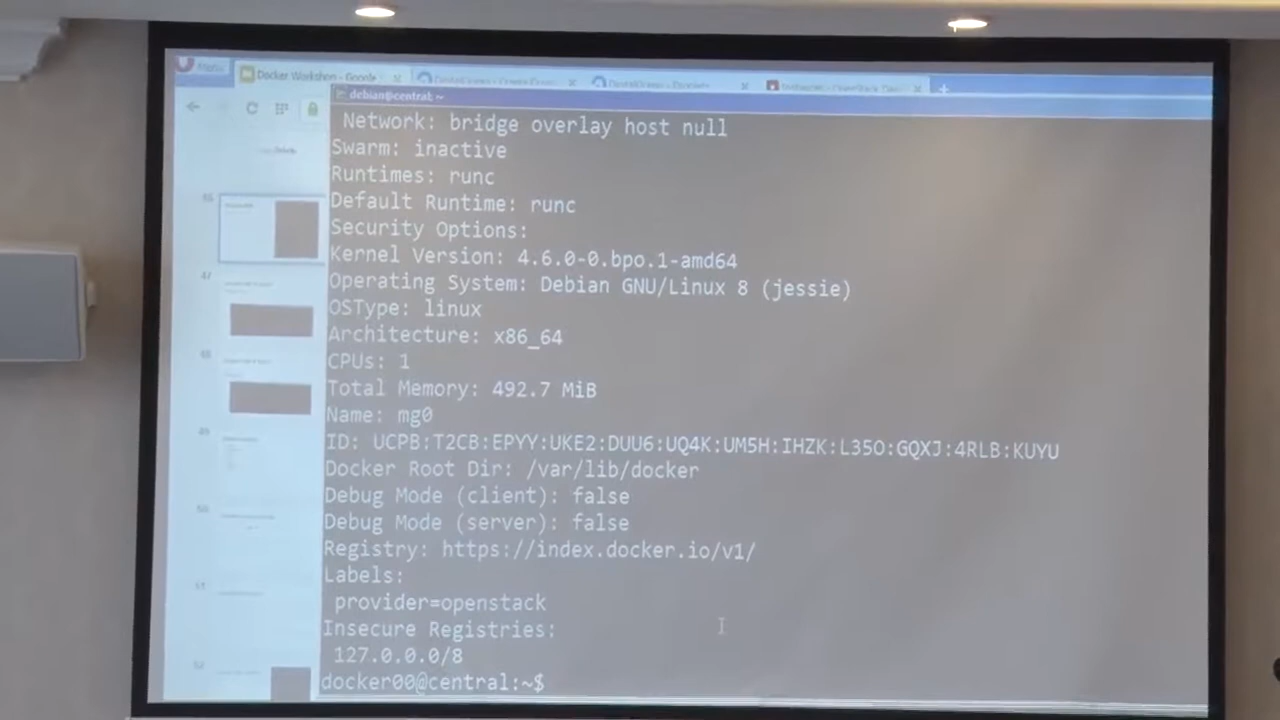 Menu
Docker Workshop - Google
debian@central: ~
Network: bridge overlay host null
Swarm: inactive
Runtimes: runc
Default Runtime: runc
Security Options:
Kernel Version: 4.6.0-0.bpo.1-amd64
Operating System: Debian GNU/Linux 8 (jessie)
OSType: linux
Architecture: x86_64
CPUs: 1
Total Memory: 492.7 MiB
Name: mg0
ID: UCPB:T2CB:EPYY:UKE2:DUU6:UQ4K:UM5H:IHZK:L35O:GQXJ:4RLB:KUYU
Docker Root Dir: /var/lib/docker
Debug Mode (client): false
Debug Mode (server): false
Registry: https://index.docker.io/v1/
Labels:
provider=openstack
Insecure Registries:
127.0.0.0/8
docker00@central:~$